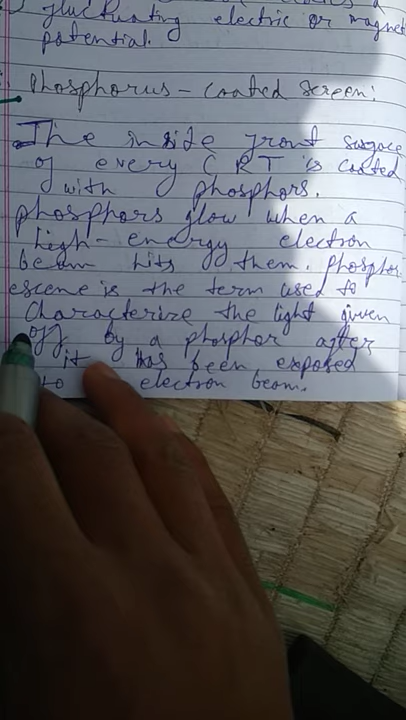 fluctuating electric or magnet
potential.
Phosphorus - Coated Screen:
The inside front surface
of every CRT is coated
with phosphors.
phosphors glow when a
high-energy electron
beam hits them. Phosphor
escene is the term used to
Characterize the light given
off by a phosphor after
it has been exposed
to electron beam.